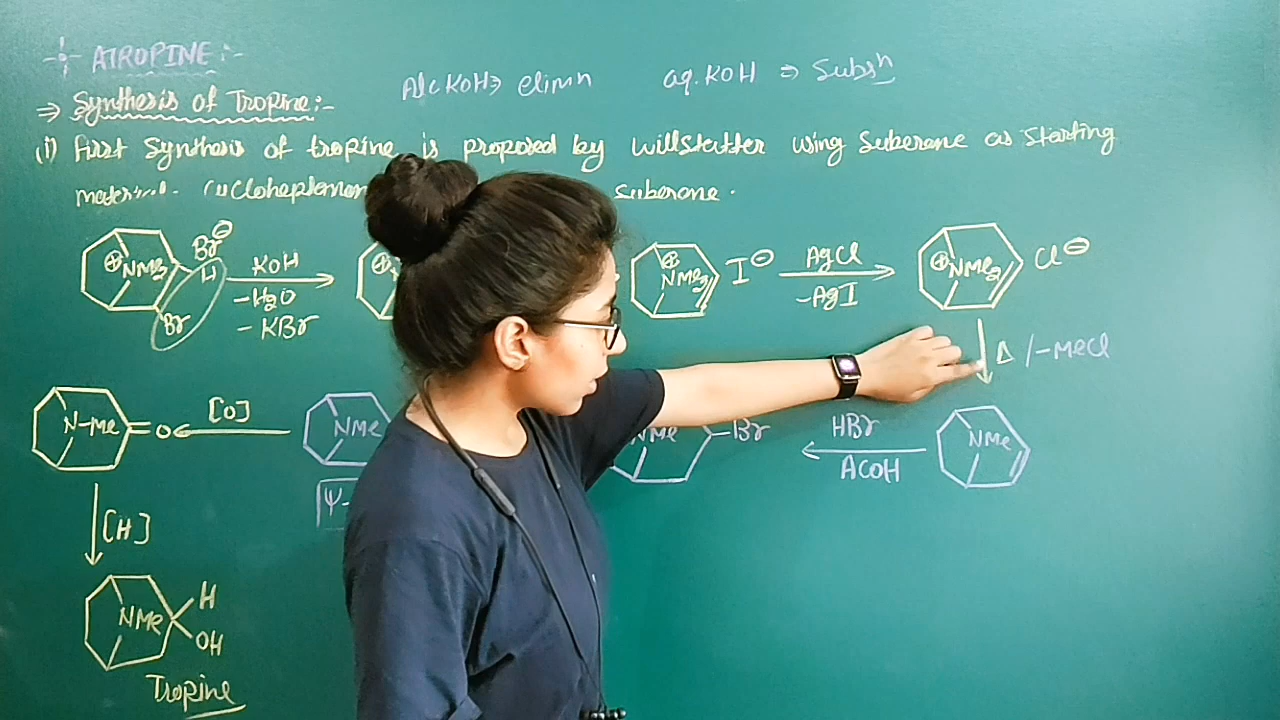 ATROPINE :-
Alc KOH → elimn aq. KOH ⇒ Subsn
⇒ Synthesis of Tropine :-
(i) First Synthesis of tropine is proposed by willstatter using Suberone as starting
suberone.
⊕NMe2 Br⊖ H Br
KOH
-H2O
- KBr
⊕
⊕ NMe2 I⊖
AgCl
-AgI
⊕NMe2 Cl⊖
Δ /-MeCl
N-Me =O
[O]
NMe
Ψ-
NMe -Br
HBr
ACOH
NMe
[H]
NMe H
OH
Tropine